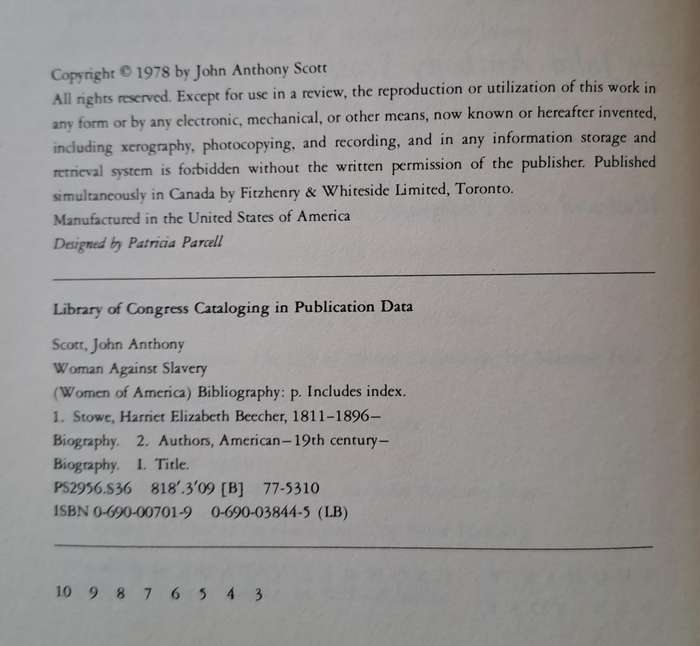 Copyright © 1978 by John Anthony Scott
All rights reserved. Except for use in a review, the reproduction or utilization of this work in
any form or by any electronic, mechanical, or other means, now known or hereafter invented,
including xerography, photocopying, and recording, and in any information storage and
retrieval system is forbidden without the written permission of the publisher. Published
simultaneously in Canada by Fitzhenry & Whiteside Limited, Toronto.
Manufactured in the United States of America
Designed by Patricia Parcell
Library of Congress Cataloging in Publication Data
Scott, John Anthony
Woman Against Slavery
(Women of America) Bibliography: p. Includes index.
1. Stowe, Harriet Elizabeth Beecher, 1811–1896—
Biography. 2. Authors, American—19th century—
Biography. I. Title.
PS2956.S36 818′.3′09 [B] 77-5310
ISBN 0-690-00701-9 0-690-03844-5 (LB)
10 9 8 7 6 5 4 3